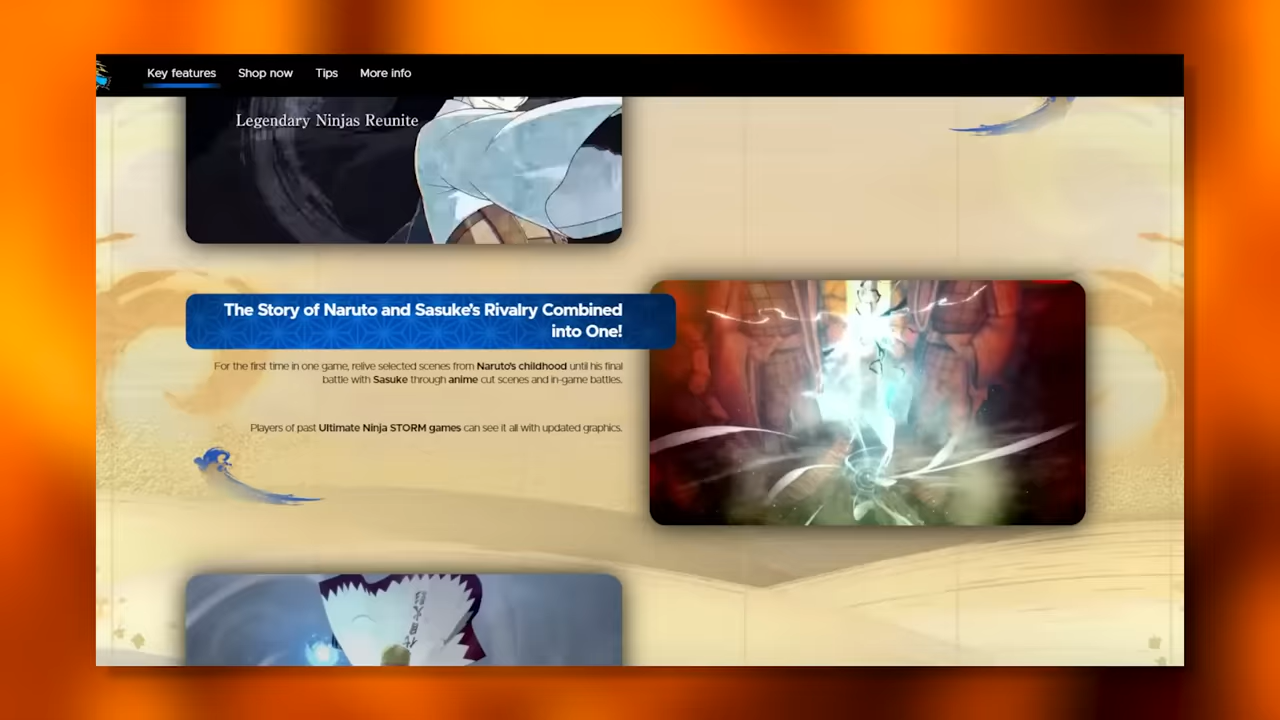 Key features Shop now Tips More info
Legendary Ninjas Reunite
The Story of Naruto and Sasuke's Rivalry Combined
into One!
For the first time in one game, relive selected scenes from Naruto's childhood until his final
battle with Sasuke through anime cut scenes and in-game battles.
Players of past Ultimate Ninja STORM games can see it all with updated graphics.